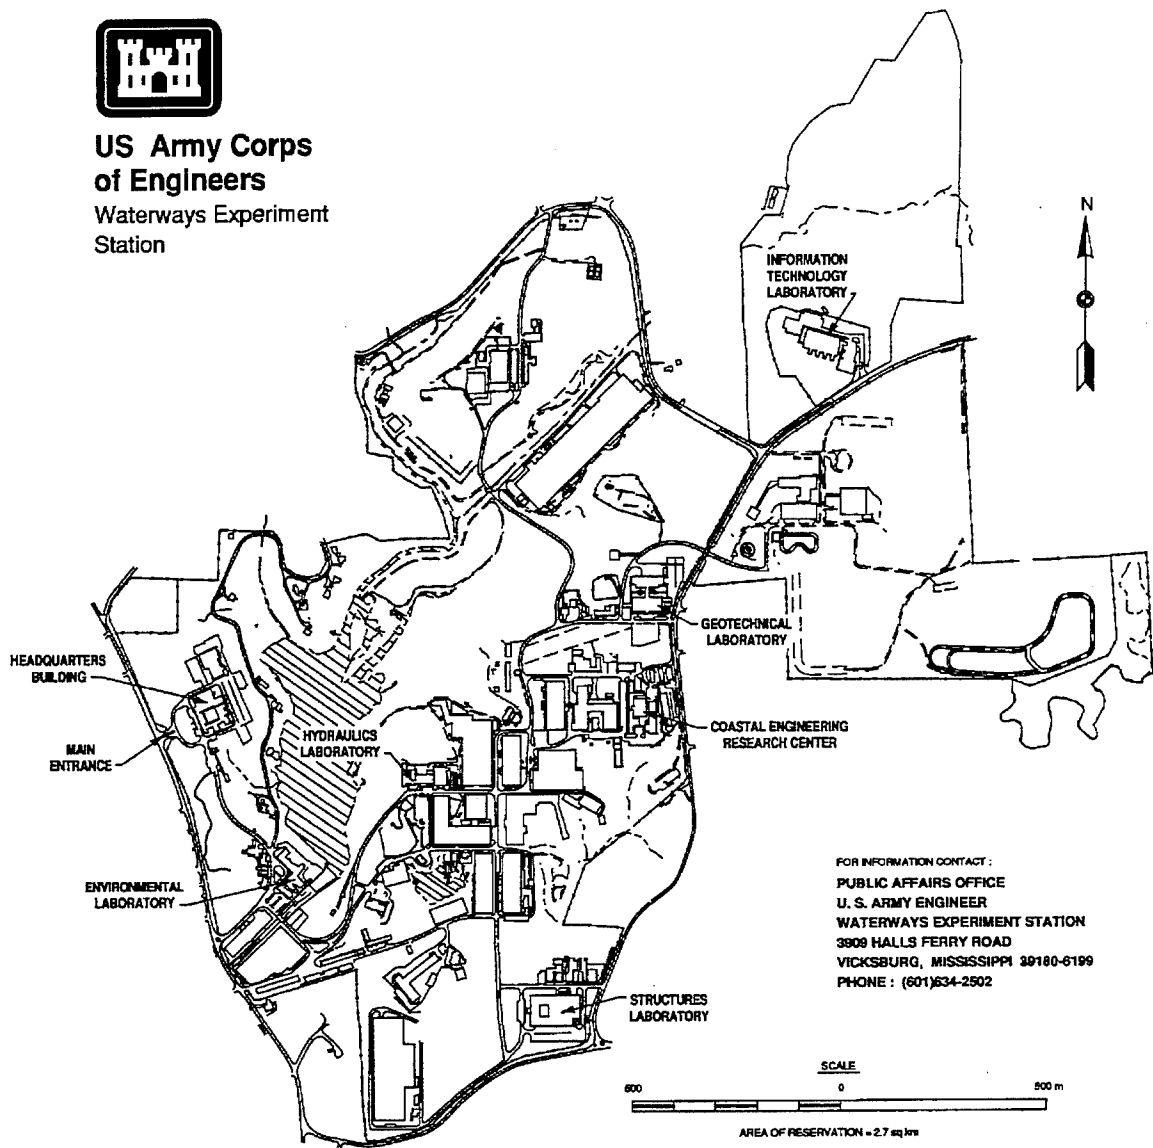 US Army Corps
of Engineers
Waterways Experiment
Station
N
INFORMATION
TECHNOLOGY
LABORATORY
GEOTECHNICAL
LABORATORY
HEADQUARTERS
BUILDING
MAIN
ENTRANCE
HYDRAULICS
LABORATORY
COASTAL ENGINEERING
RESEARCH CENTER
ENVIRONMENTAL
LABORATORY
STRUCTURES
LABORATORY
FOR INFORMATION CONTACT :
PUBLIC AFFAIRS OFFICE
U. S. ARMY ENGINEER
WATERWAYS EXPERIMENT STATION
3909 HALLS FERRY ROAD
VICKSBURG, MISSISSIPPI 39180-6199
PHONE : (601)634-2502
SCALE
500 0 500 m
AREA OF RESERVATION = 2.7 sq km